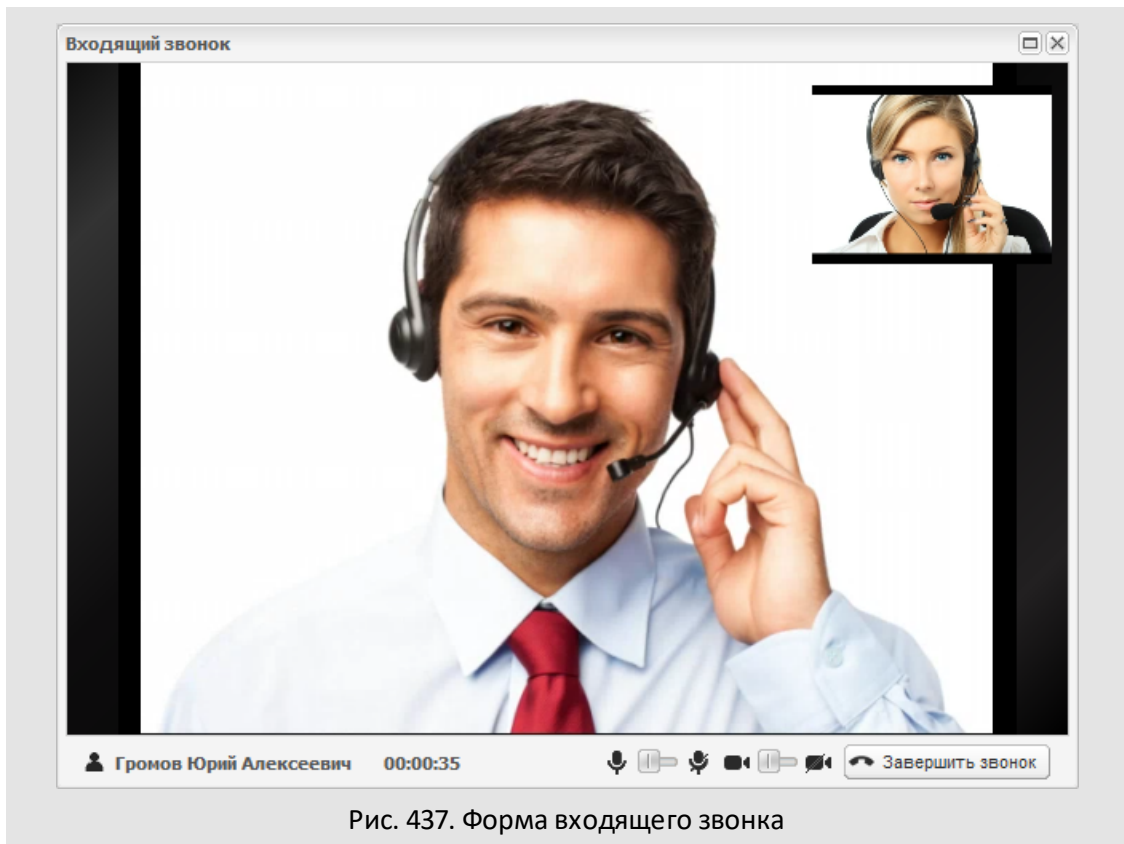 Входящий звонок
Громов Юрий Алексеевич 00:00:35 Завершить звонок
Рис. 437. Форма входящего звонка